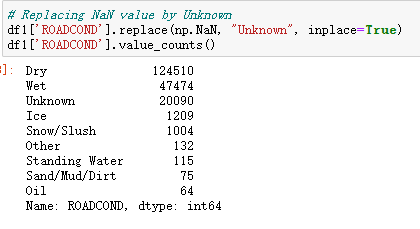 # Replacing NaN value by Unknown
df1['ROADCOND'].replace(np.NaN, "Unknown", inplace=True)
df1['ROADCOND'].value_counts()
]: Dry 124510
Wet 47474
Unknown 20090
Ice 1209
Snow/Slush 1004
Other 132
Standing Water 115
Sand/Mud/Dirt 75
Oil 64
Name: ROADCOND, dtype: int64